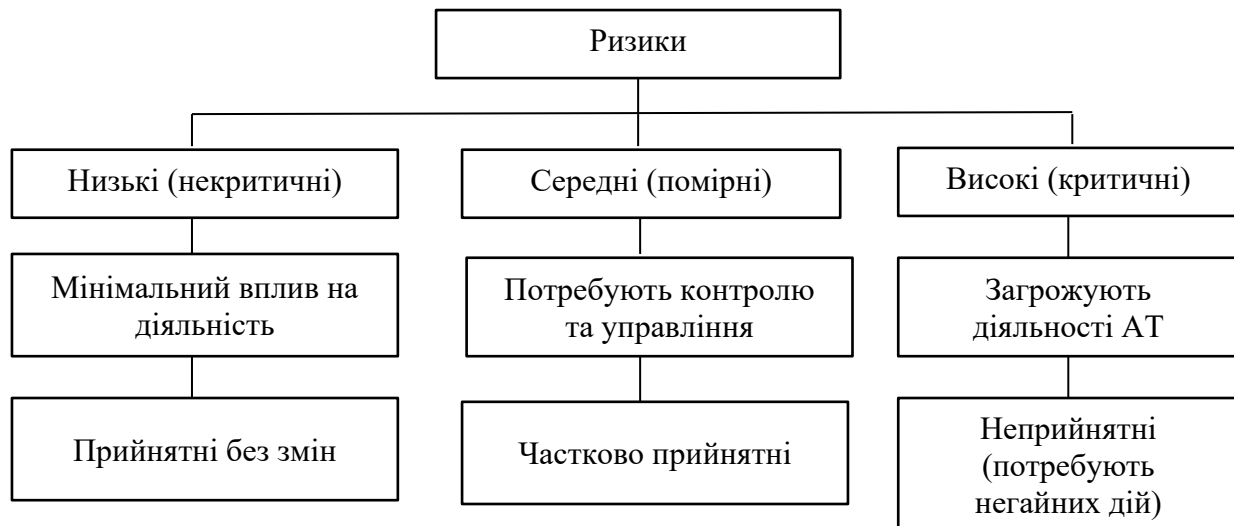 Ризики
Низькі (некритичні)
Середні (помірні)
Високі (критичні)
Мінімальний вплив на
діяльність
Потребують контролю
та управління
Загрожують
діяльності АТ
Прийнятні без змін
Частково прийнятні
Неприйнятні
(потребують
негайних дій)